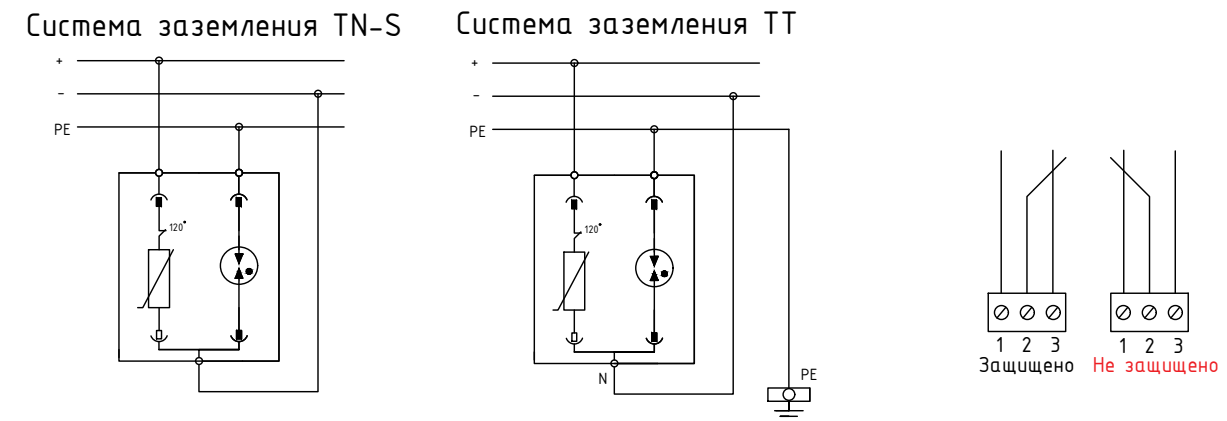 Система заземления TN-S
+
-
PE
120°
Система заземления ТТ
+
-
PE
120°
N
PE
1 2 3
Защищено
1 2 3
Не защищено